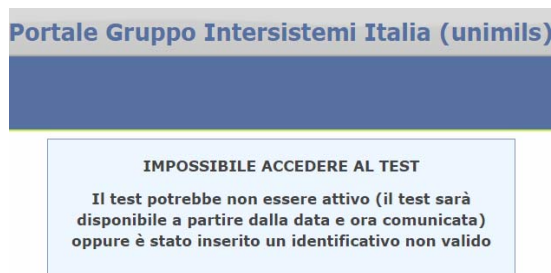 Portale Gruppo Intersistemi Italia (unimils)
IMPOSSIBILE ACCEDERE AL TEST
Il test potrebbe non essere attivo (il test sarà
disponibile a partire dalla data e ora comunicata)
oppure è stato inserito un identificativo non valido